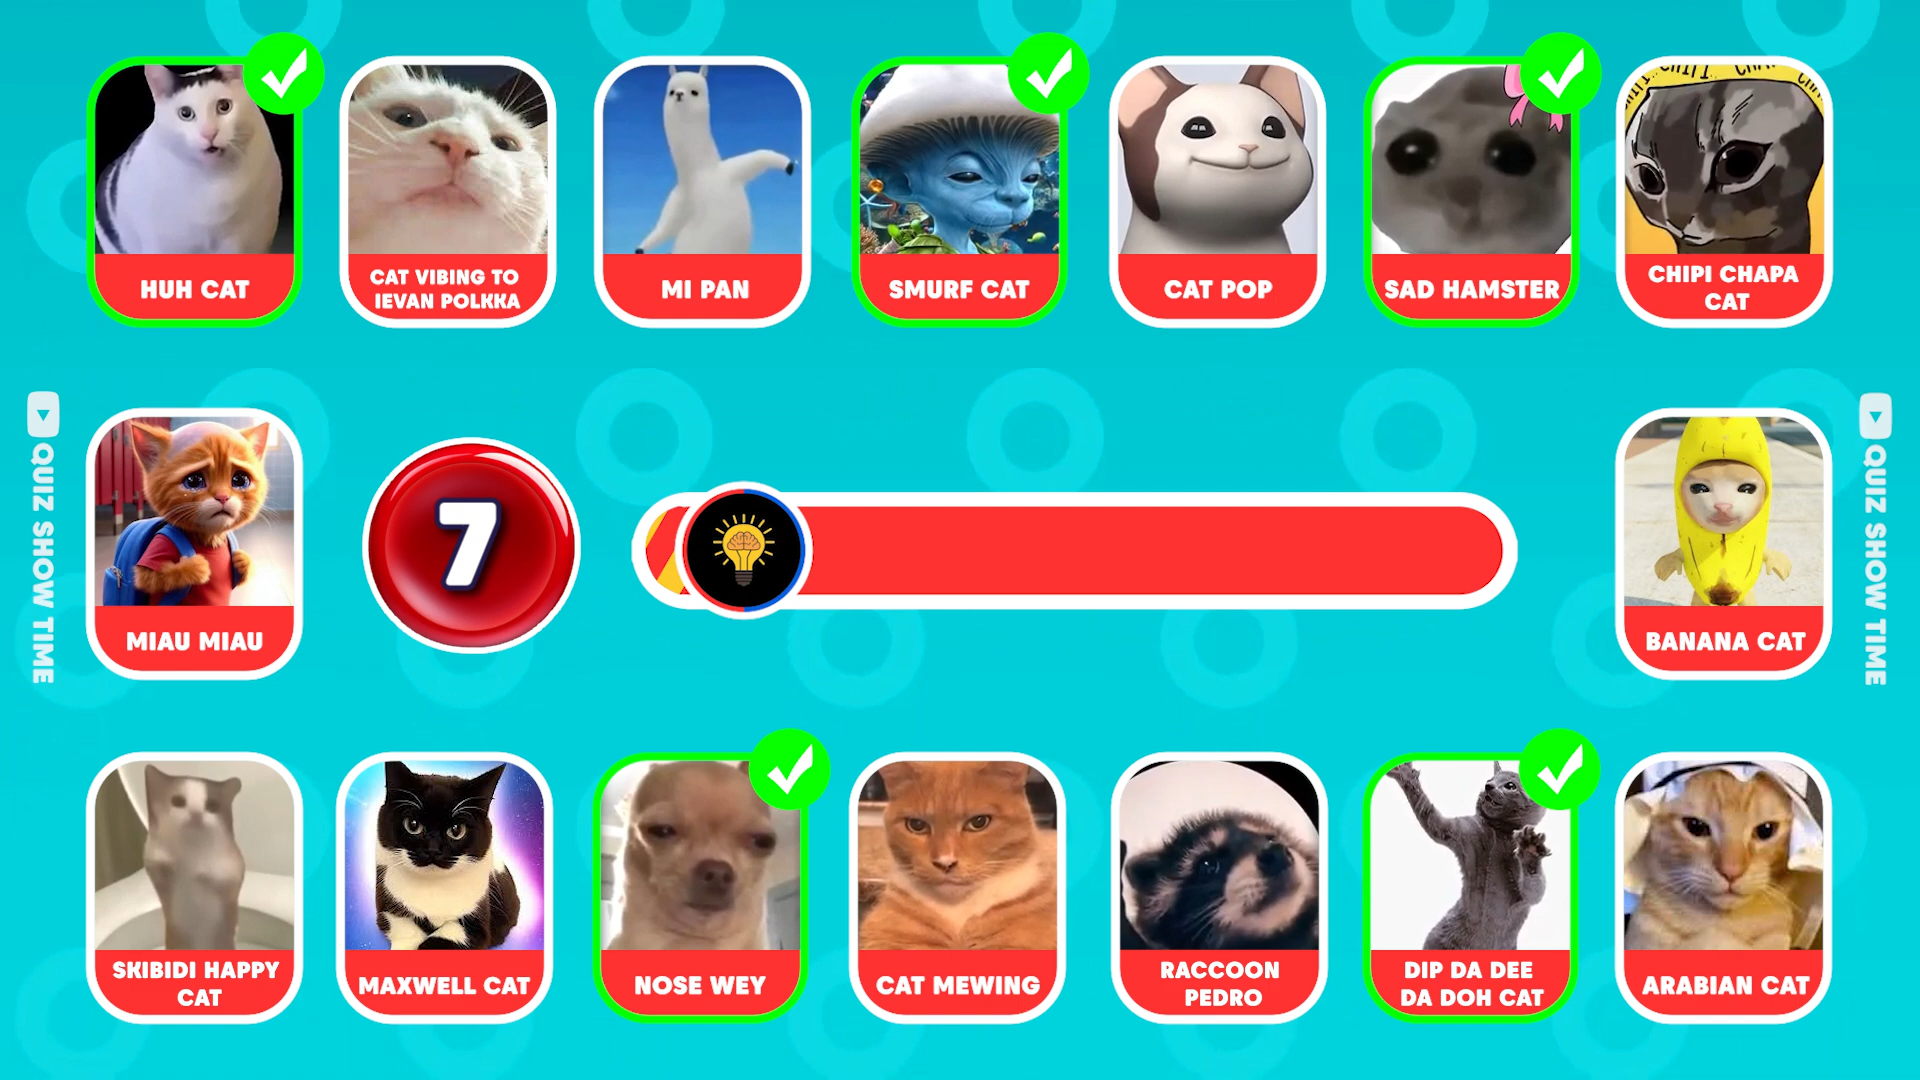 HUH CAT
CAT VIBING TO
IEVAN POLKKA
MI PAN
SMURF CAT
CAT POP
SAD HAMSTER
CHIPI CHAPA
CAT
QUIZ SHOW TIME
MIAU MIAU
7
BANANA CAT
QUIZ SHOW TIME
SKIBIDI HAPPY
CAT
MAXWELL CAT
NOSE WEY
CAT MEWING
RACCOON
PEDRO
DIP DA DEE
DA DOH CAT
ARABIAN CAT